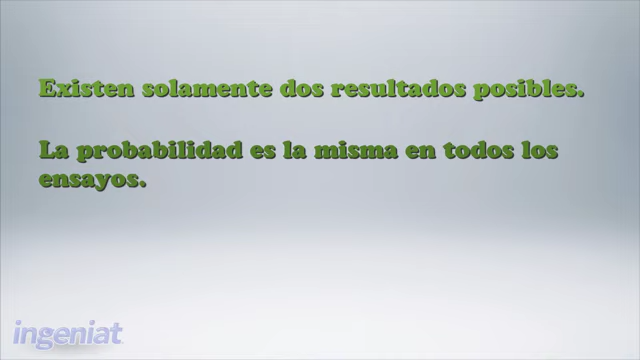 Existen solamente dos resultados posibles.
La probabilidad es la misma en todos los
ensayos.
ingeniat